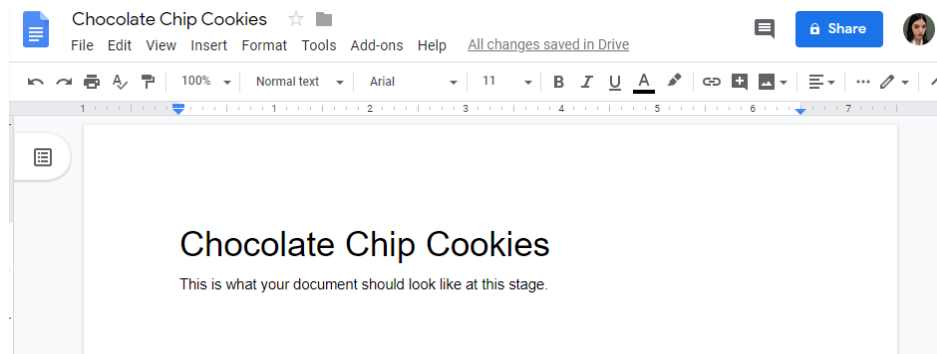 Chocolate Chip Cookies
File Edit View Insert Format Tools Add-ons Help All changes saved in Drive
Share
100% Normal text Arial 11 B I U A
1 1 2 3 4 5 6 7
Chocolate Chip Cookies
This is what your document should look like at this stage.